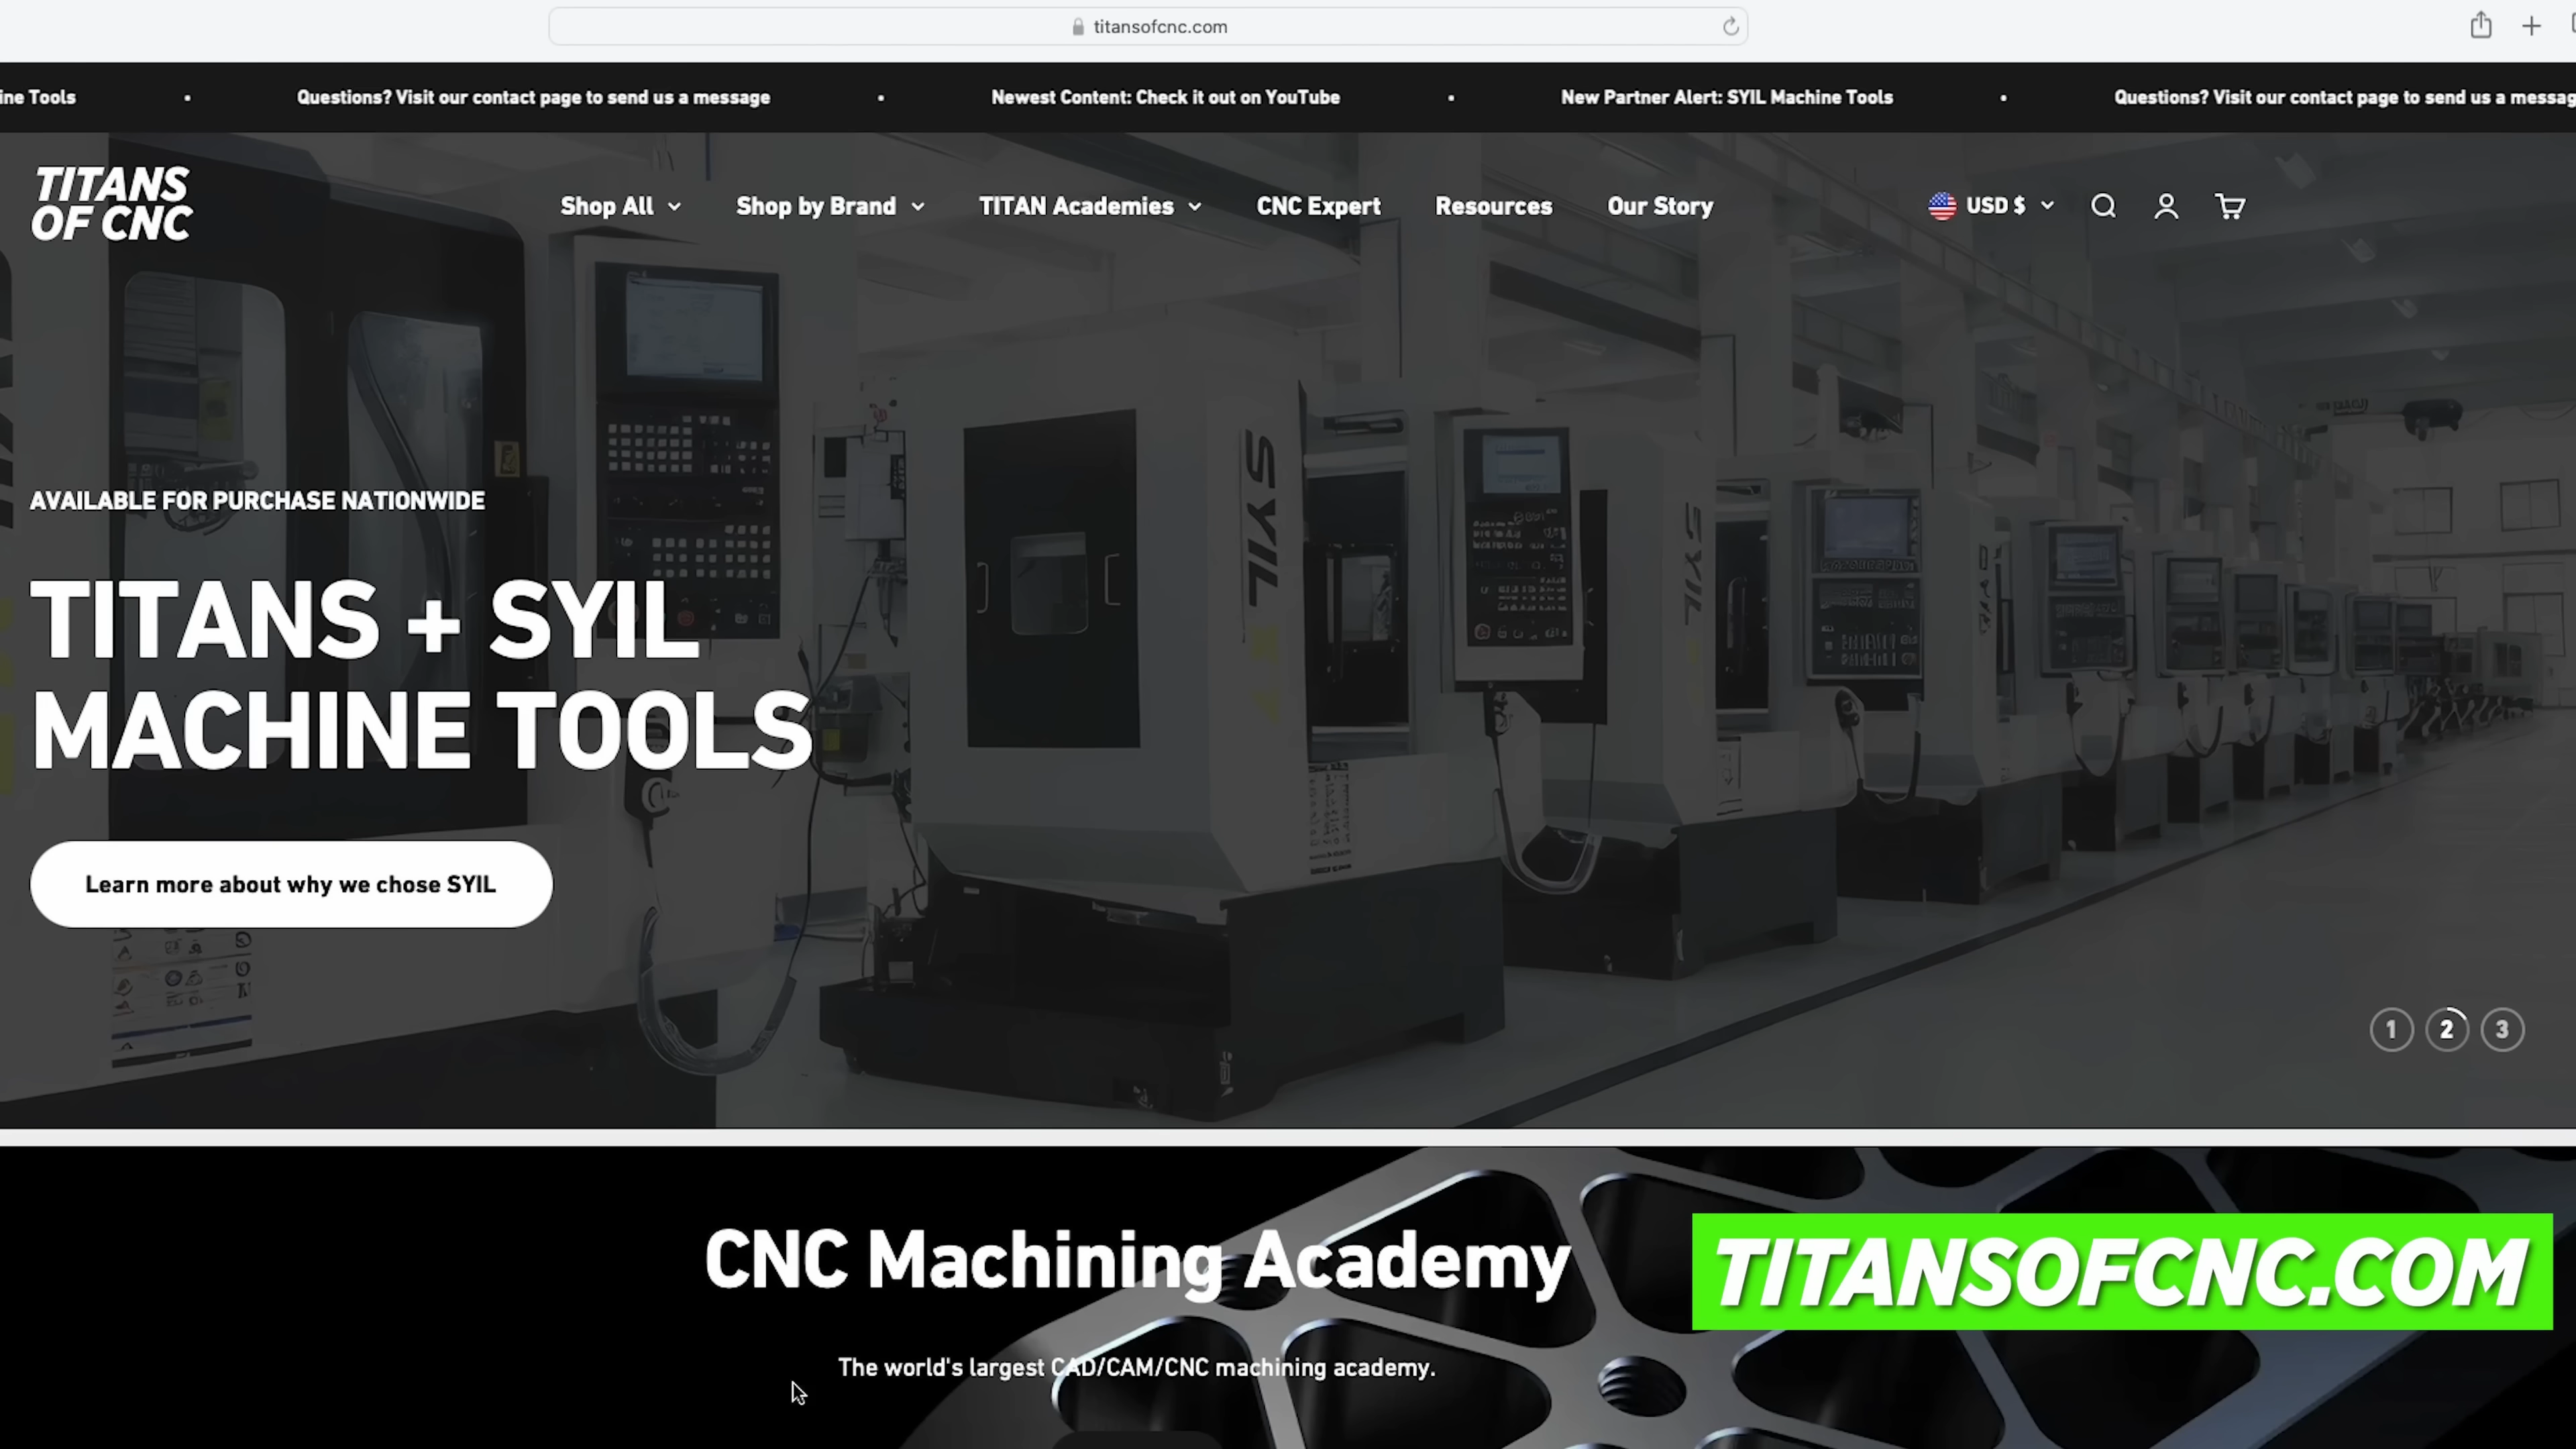 titansofcnc.com
ine Tools • Questions? Visit our contact page to send us a message • Newest Content: Check it out on YouTube • New Partner Alert: SYIL Machine Tools • Questions? Visit our contact page to send us a messag
TITANS
OF CNC
Shop All Shop by Brand TITAN Academies CNC Expert Resources Our Story USD $
SYIL
SYIL
AVAILABLE FOR PURCHASE NATIONWIDE
TITANS + SYIL
MACHINE TOOLS
Learn more about why we chose SYIL
1 2 3
CNC Machining Academy
TITANSOFCNC.COM
The world's largest CAD/CAM/CNC machining academy.